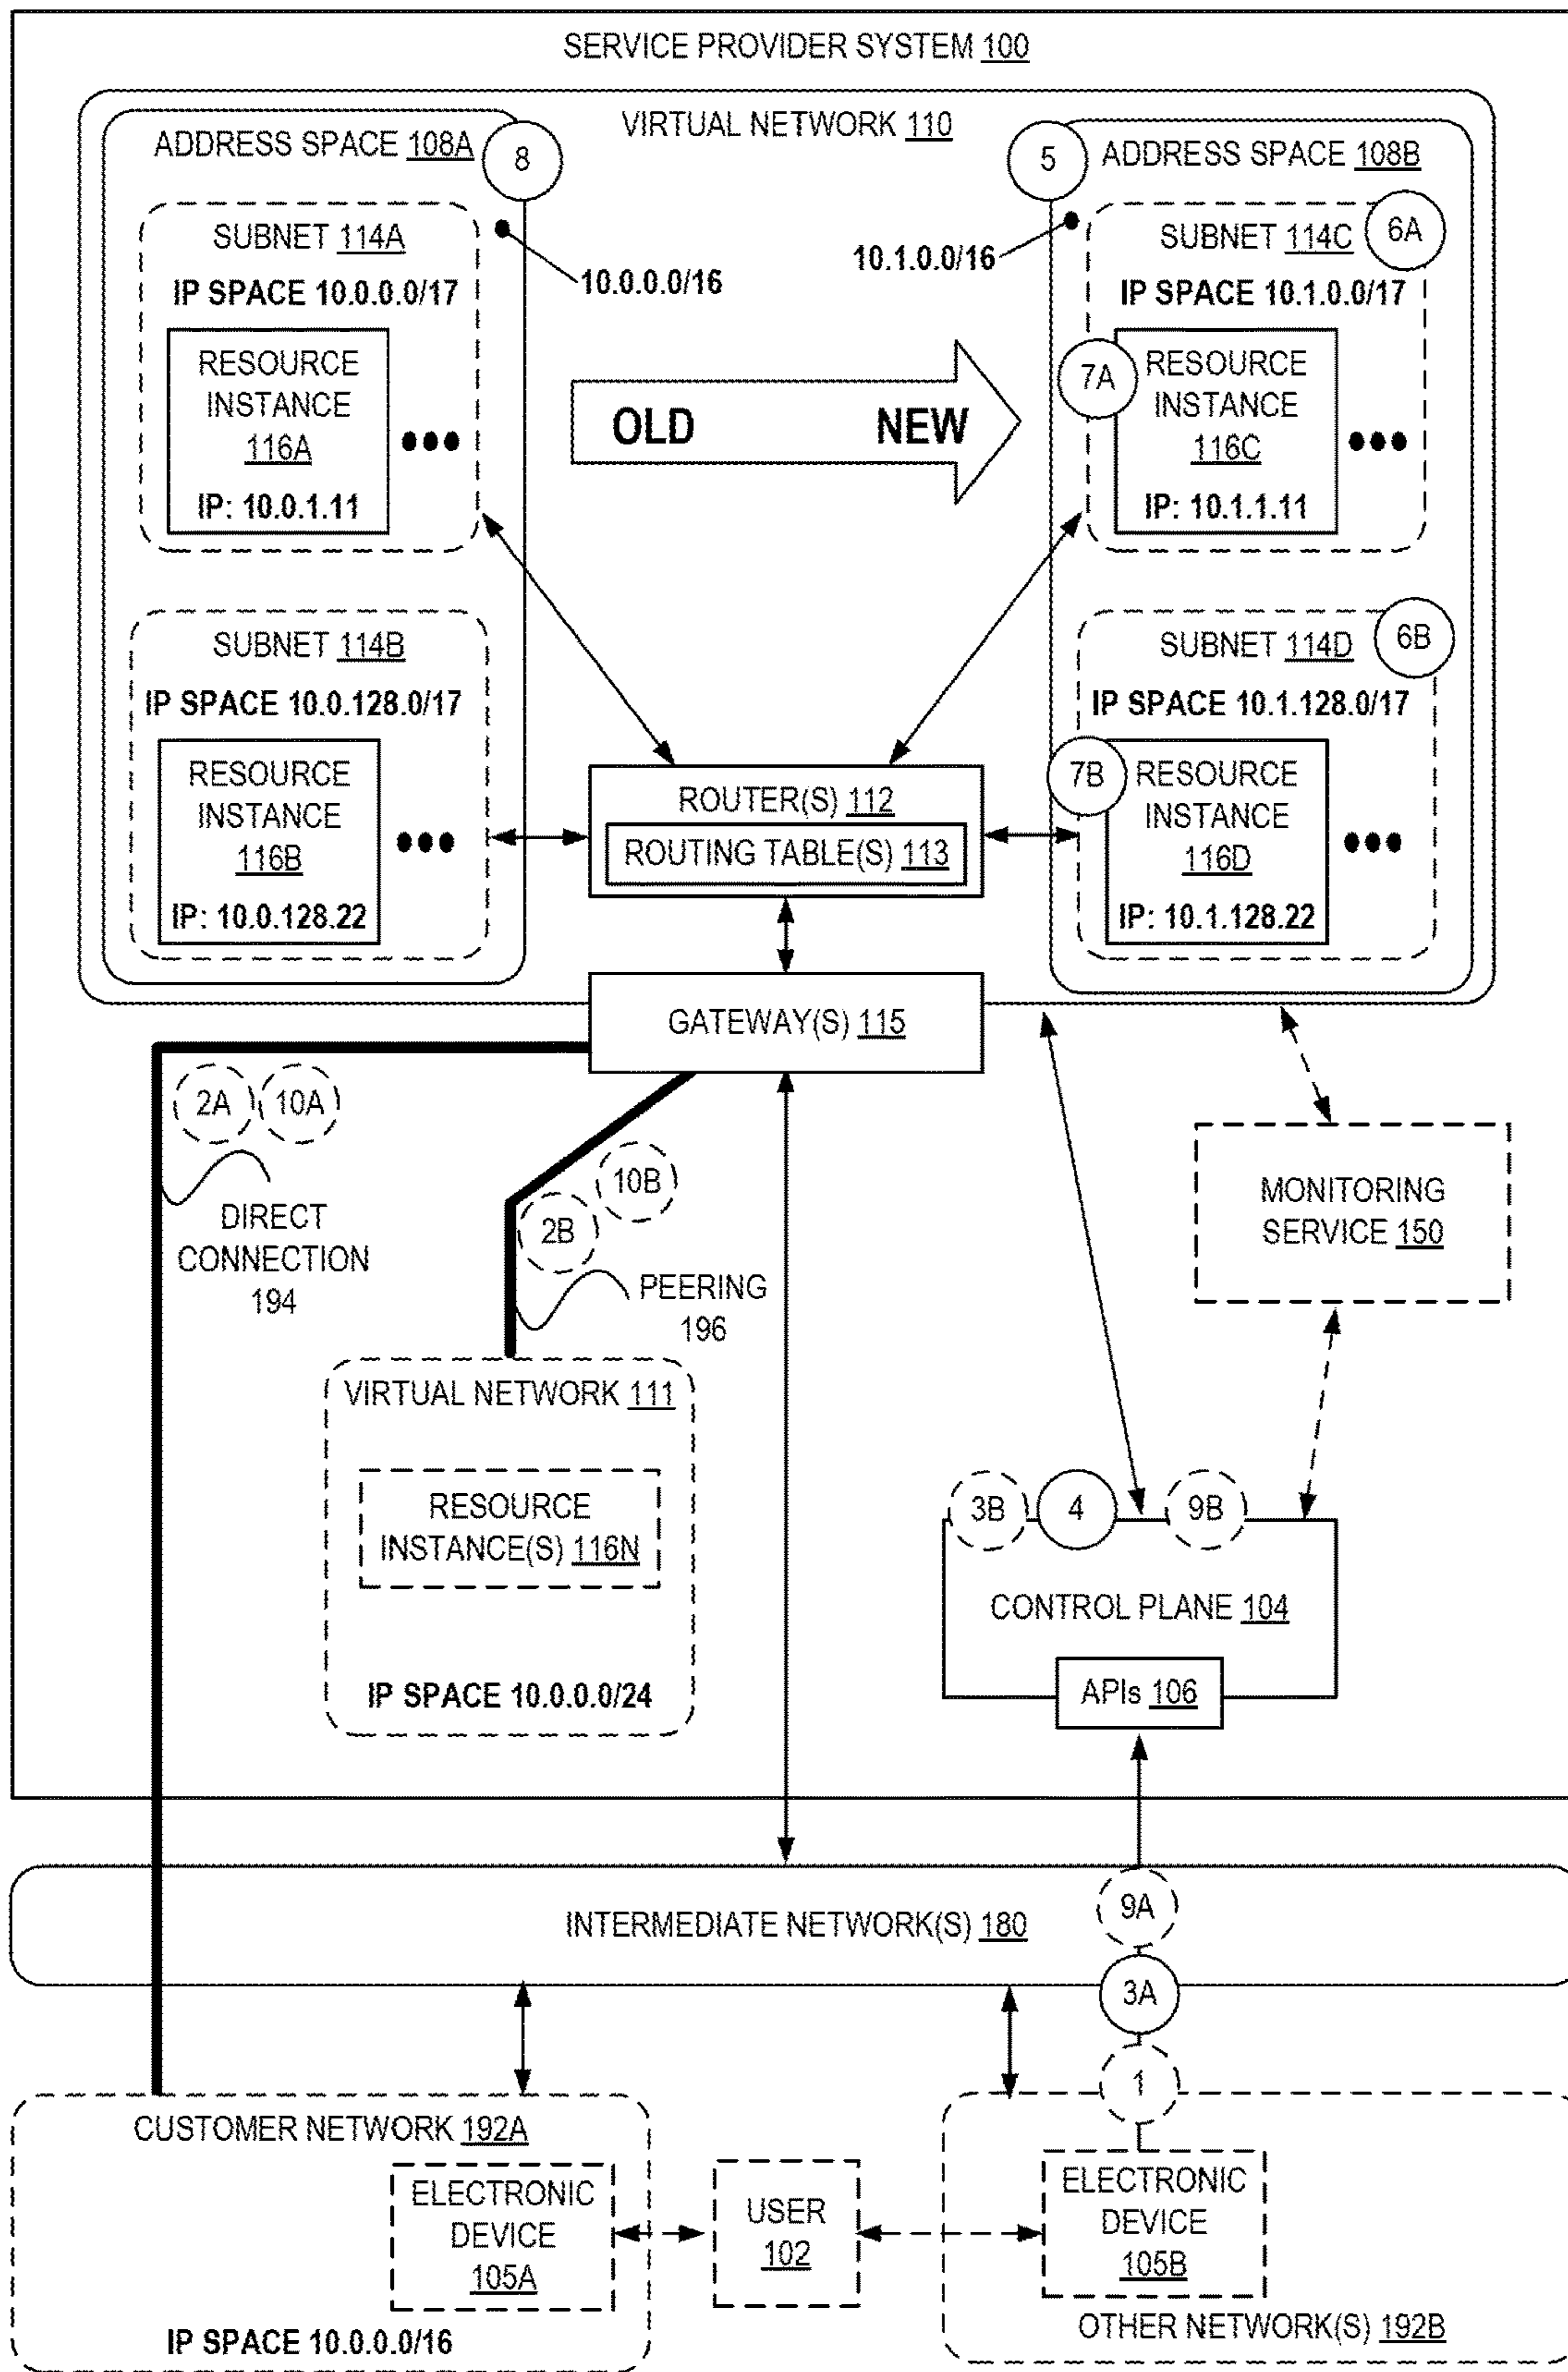 SERVICE PROVIDER SYSTEM 100
VIRTUAL NETWORK 110
ADDRESS SPACE 108A
8
5
ADDRESS SPACE 108B
SUBNET 114A
IP SPACE 10.0.0.0/17
10.0.0.0/16
10.1.0.0/16
SUBNET 114C
6A
IP SPACE 10.1.0.0/17
RESOURCE
INSTANCE
116A
IP: 10.0.1.11
OLD
NEW
7A
RESOURCE
INSTANCE
116C
IP: 10.1.1.11
SUBNET 114B
IP SPACE 10.0.128.0/17
RESOURCE
INSTANCE
116B
IP: 10.0.128.22
SUBNET 114D
6B
IP SPACE 10.1.128.0/17
7B
RESOURCE
INSTANCE
116D
IP: 10.1.128.22
ROUTER(S) 112
ROUTING TABLE(S) 113
GATEWAY(S) 115
2A
10A
DIRECT
CONNECTION
194
10B
2B
PEERING
196
MONITORING
SERVICE 150
VIRTUAL NETWORK 111
RESOURCE
INSTANCE(S) 116N
IP SPACE 10.0.0.0/24
3B
4
9B
CONTROL PLANE 104
APIs 106
INTERMEDIATE NETWORK(S) 180
9A
3A
1
CUSTOMER NETWORK 192A
ELECTRONIC
DEVICE
105A
IP SPACE 10.0.0.0/16
USER
102
ELECTRONIC
DEVICE
105B
OTHER NETWORK(S) 192B